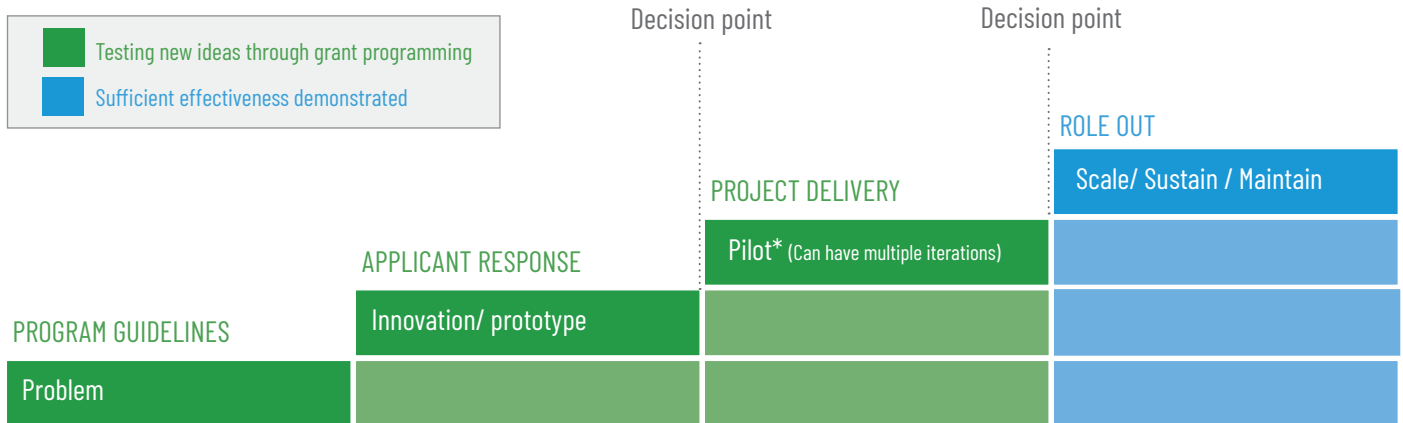 Decision point
Decision point
Testing new ideas through grant programming
Sufficient effectiveness demonstrated
ROLE OUT
Scale/ Sustain / Maintain
PROJECT DELIVERY
Pilot* (Can have multiple iterations)
APPLICANT RESPONSE
Innovation/ prototype
PROGRAM GUIDELINES
Problem